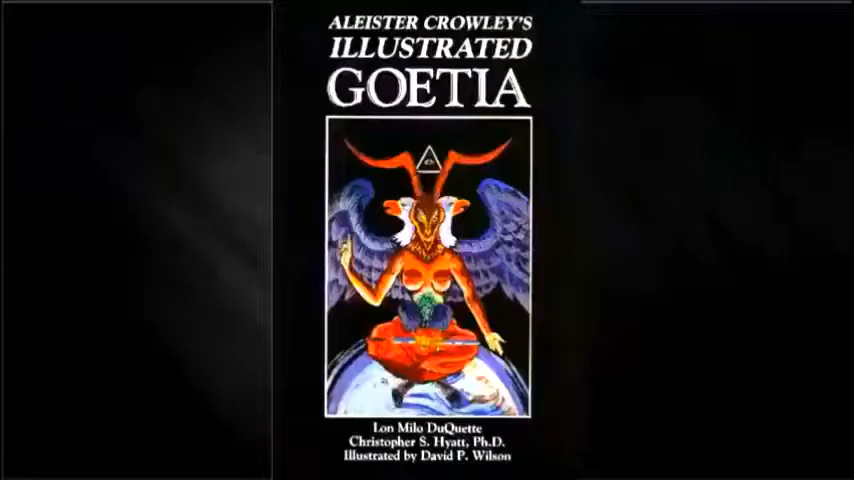 ALEISTER CROWLEY'S
ILLUSTRATED
GOETIA
Lon Milo DuQuette
Christopher S. Hyatt, Ph.D.
Illustrated by David P. Wilson